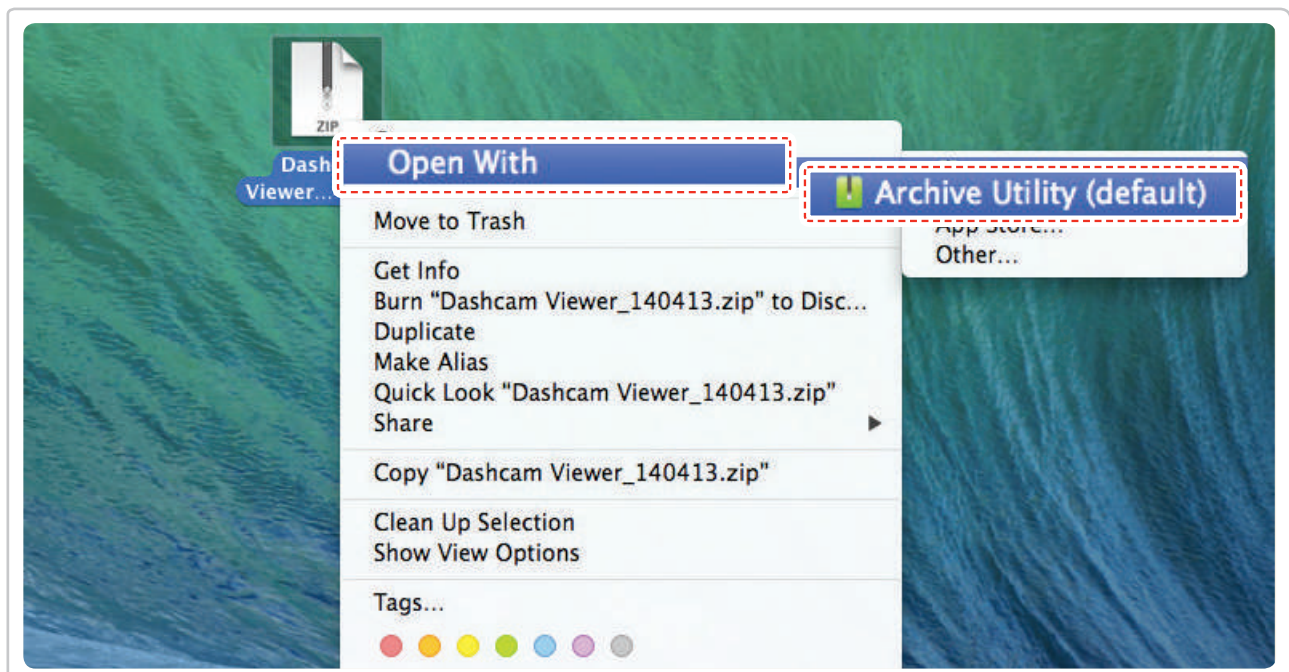 ZIP
Dash
Viewer...
Open With
Archive Utility (default)
App Store...
Other...
Move to Trash
Get Info
Burn “Dashcam Viewer_140413.zip” to Disc...
Duplicate
Make Alias
Quick Look “Dashcam Viewer_140413.zip”
Share
Copy “Dashcam Viewer_140413.zip”
Clean Up Selection
Show View Options
Tags...